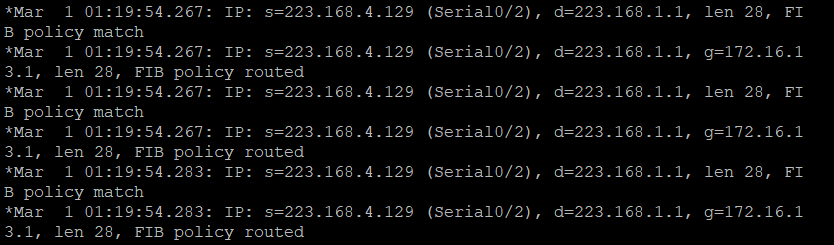 *Mar  1 01:19:54.267: IP: s=223.168.4.129 (Serial0/2), d=223.168.1.1, len 28, FI
B policy match
*Mar  1 01:19:54.267: IP: s=223.168.4.129 (Serial0/2), d=223.168.1.1, g=172.16.1
3.1, len 28, FIB policy routed
*Mar  1 01:19:54.267: IP: s=223.168.4.129 (Serial0/2), d=223.168.1.1, len 28, FI
B policy match
*Mar  1 01:19:54.267: IP: s=223.168.4.129 (Serial0/2), d=223.168.1.1, g=172.16.1
3.1, len 28, FIB policy routed
*Mar  1 01:19:54.283: IP: s=223.168.4.129 (Serial0/2), d=223.168.1.1, len 28, FI
B policy match
*Mar  1 01:19:54.283: IP: s=223.168.4.129 (Serial0/2), d=223.168.1.1, g=172.16.1
3.1, len 28, FIB policy routed